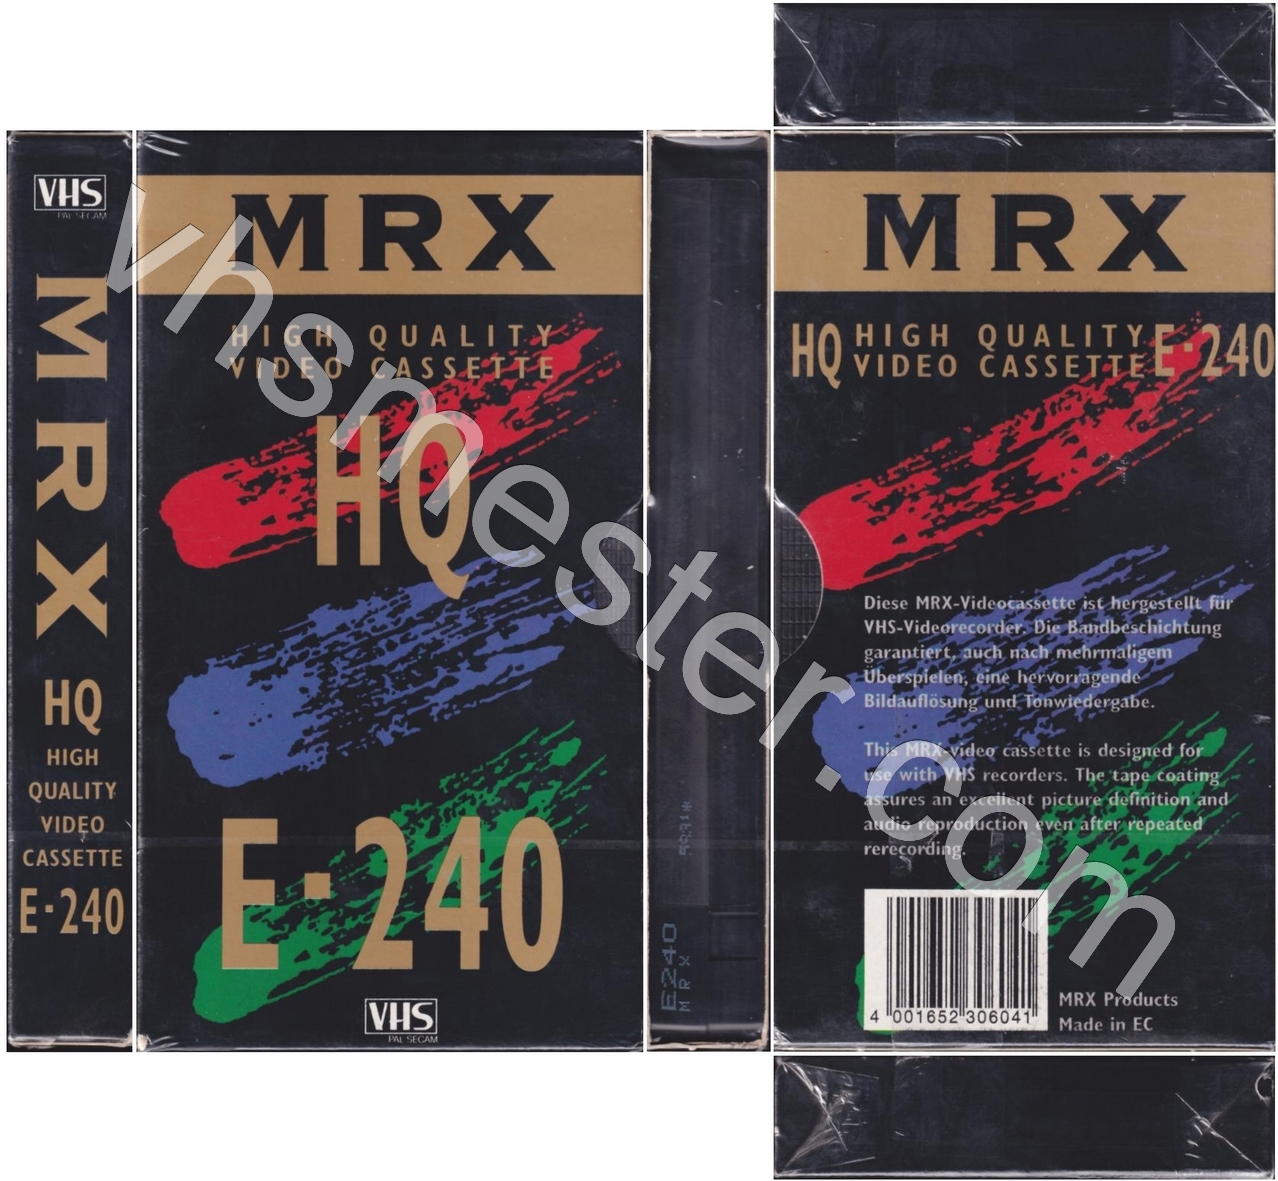 VHS
PAL SECAM
MRX
HQ
HIGH
QUALITY
VIDEO
CASSETTE
E-240
MRX
HIGH QUALITY
VIDEO CASSETTE
HQ
E-240
VHS
PAL SECAM
5991*
E240
MRX
MRX
HQ HIGH QUALITY E-240
VIDEO CASSETTE
Diese MRX-Videocassette ist hergestellt für
VHS-Videorecorder. Die Bandbeschichtung
garantiert, auch nach mehrmaligem
Überspielen, eine hervorragende
Bildauflösung und Tonwiedergabe.
This MRX-video cassette is designed for
use with VHS recorders. The tape coating
assures an excellent picture definition and
audio reproduction even after repeated
rerecording.
4 001652 306041
MRX Products
Made in EC
vhsmester.com